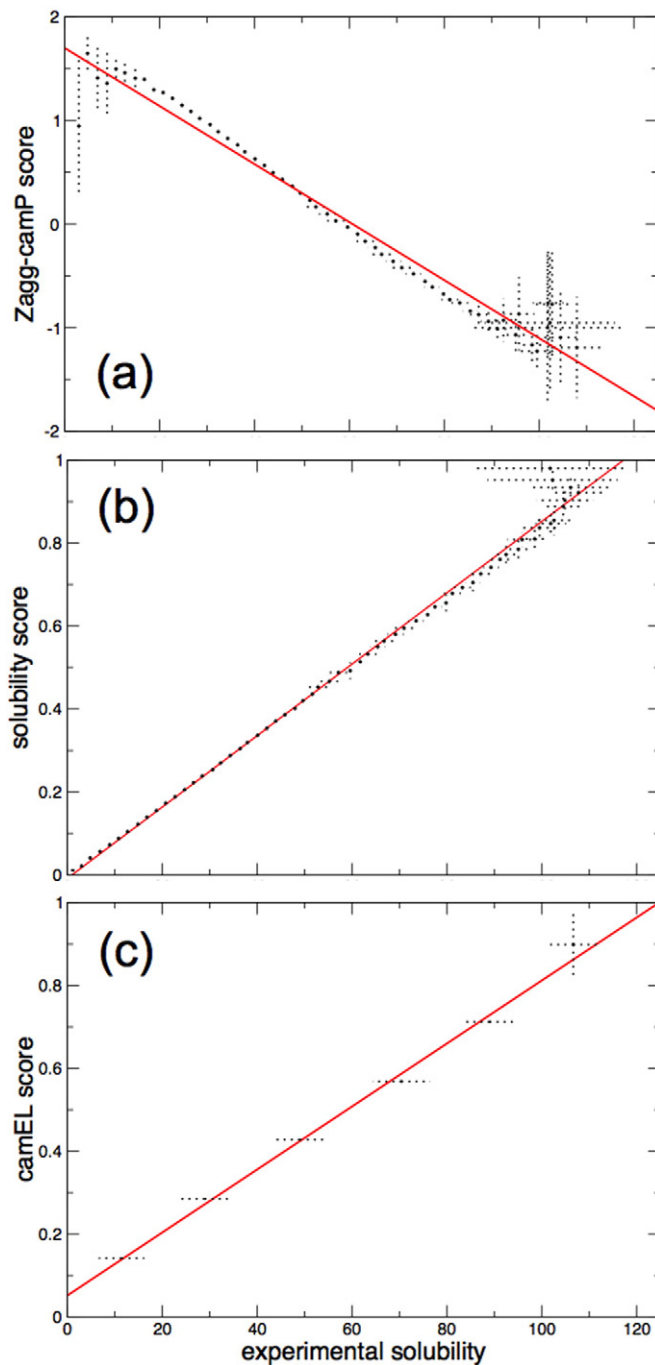 2
1
0
-1
-2
Zagg-camP score
(a)
1
0.8
0.6
0.4
0.2
0
solubility score
(b)
1
0.8
0.6
0.4
0.2
0
camEL score
(c)
0 20 40 60 80 100 120
experimental solubility